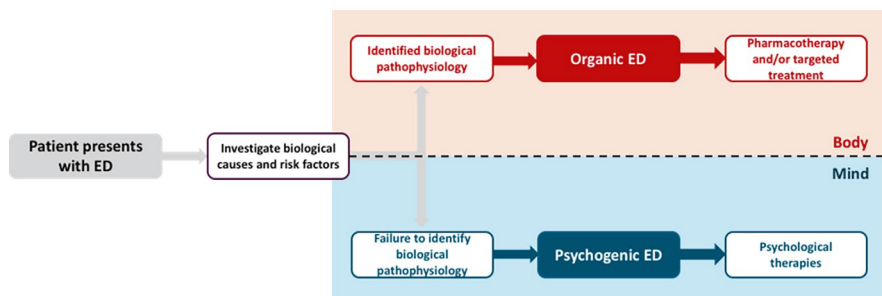 Patient presents
with ED
Investigate biological
causes and risk factors
Identified biological
pathophysiology
Organic ED
Pharmacotherapy
and/or targeted
treatment
Body
Mind
Failure to identify
biological
pathophysiology
Psychogenic ED
Psychological
therapies